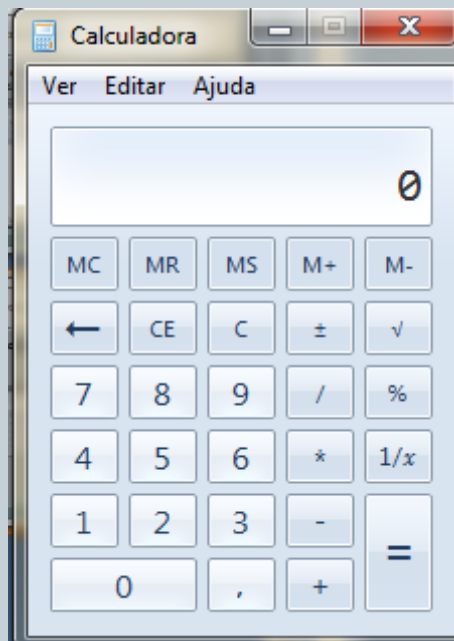 Calculadora
Ver Editar Ajuda
0
MC MR MS M+ M-
← CE C ± √
7 8 9 / %
4 5 6 * 1/x
1 2 3 - =
0 , +